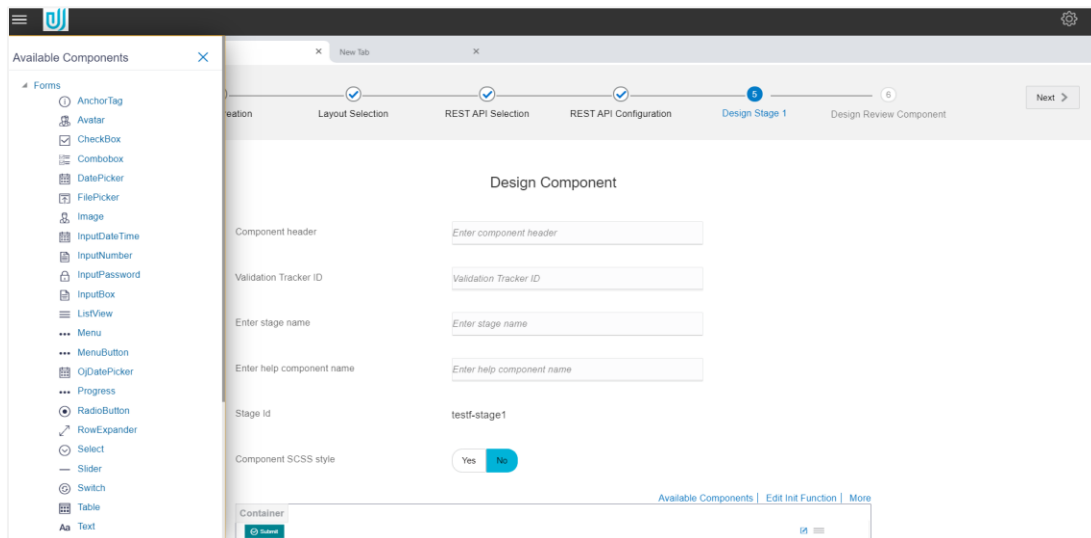 Available Components
Forms
AnchorTag
Avatar
CheckBox
Combobox
DatePicker
FilePicker
Image
InputDateTime
InputNumber
InputPassword
InputBox
ListView
Menu
MenuButton
OjDatePicker
Progress
RadioButton
RowExpander
Select
Slider
Switch
Table
Aa Text
New Tab
eation
Layout Selection
REST API Selection
REST API Configuration
5
Design Stage 1
6
Design Review Component
Next
Design Component
Component header
Enter component header
Validation Tracker ID
Validation Tracker ID
Enter stage name
Enter stage name
Enter help component name
Enter help component name
Stage Id
testf-stage1
Component SCSS style
Yes No
Available Components | Edit Init Function | More
Container
Submit